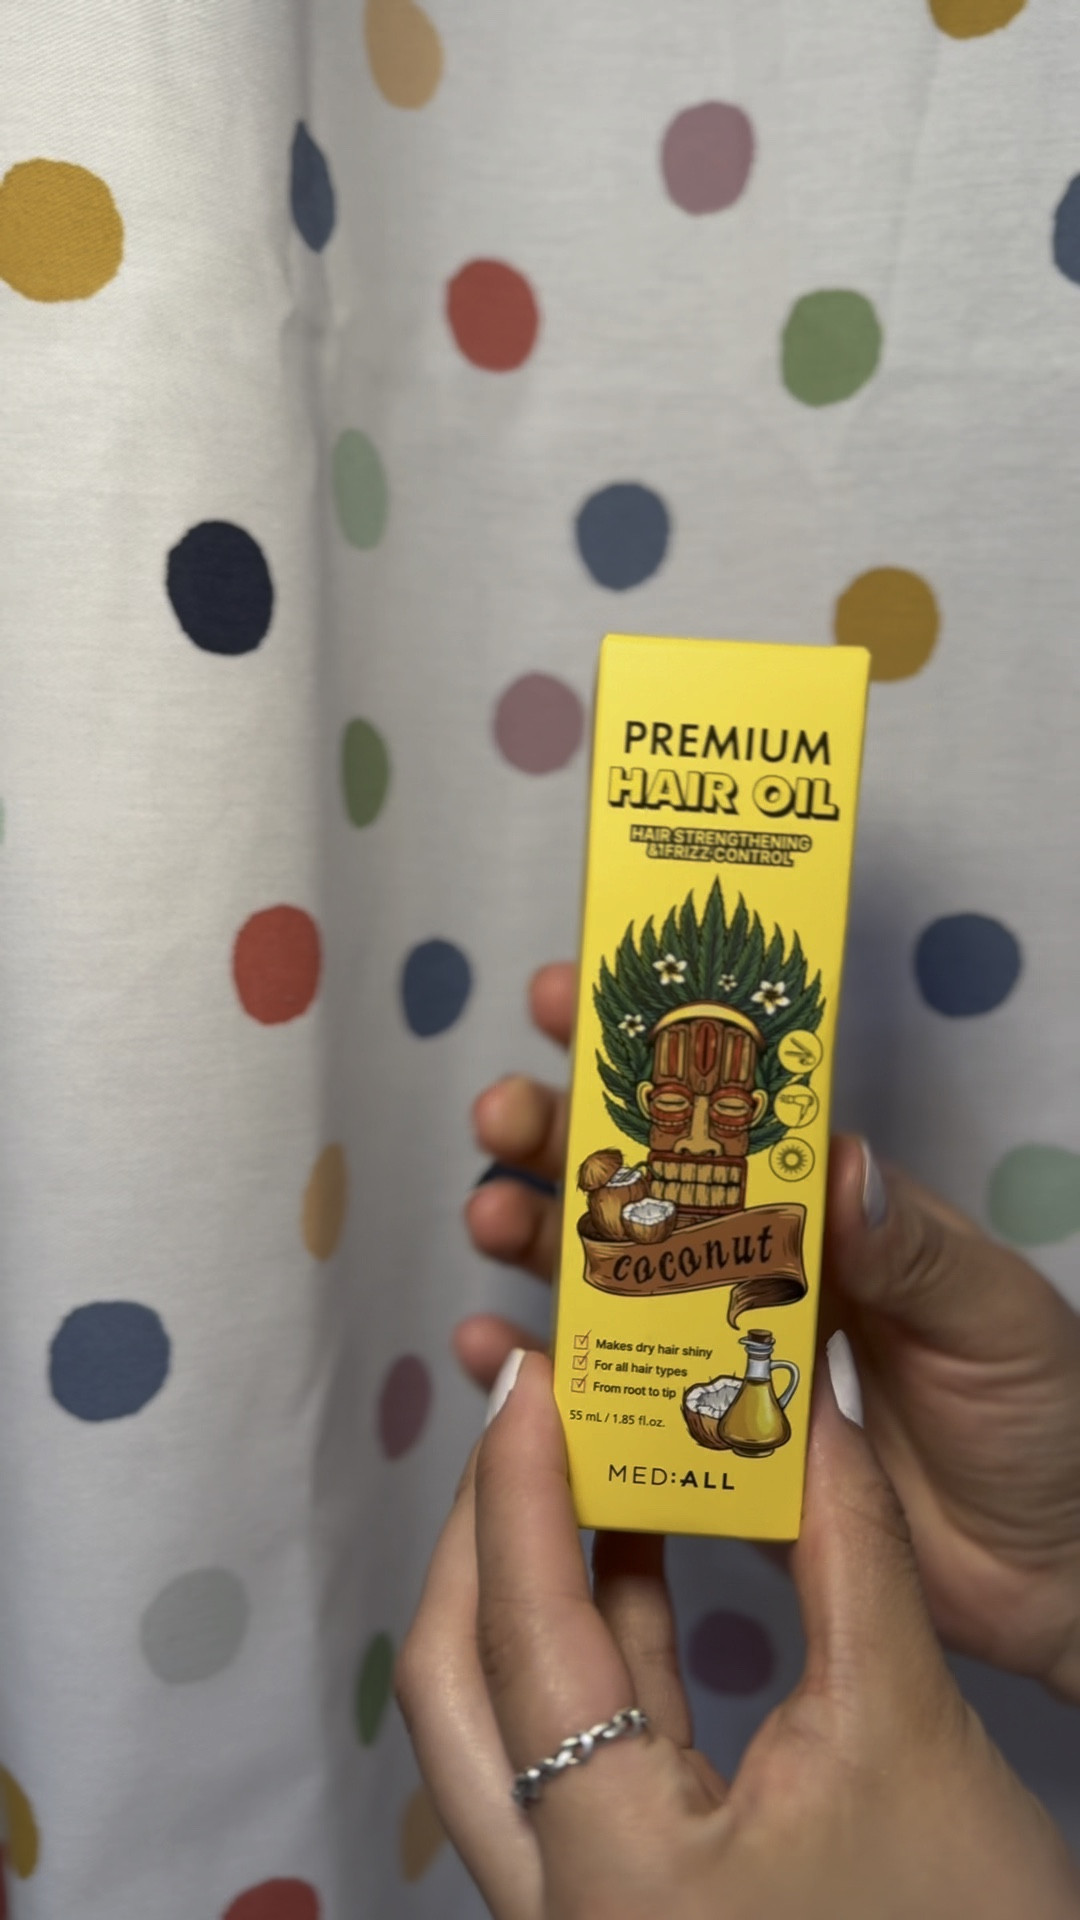 PREMIUM
HAIR OIL
HAIR STRENGTHENING
&1FRIZZ CONTROL
coconut
Makes dry hair shiny
For all hair types
From root to tip
55 mL / 1.85 fl.oz.
MED:ALL